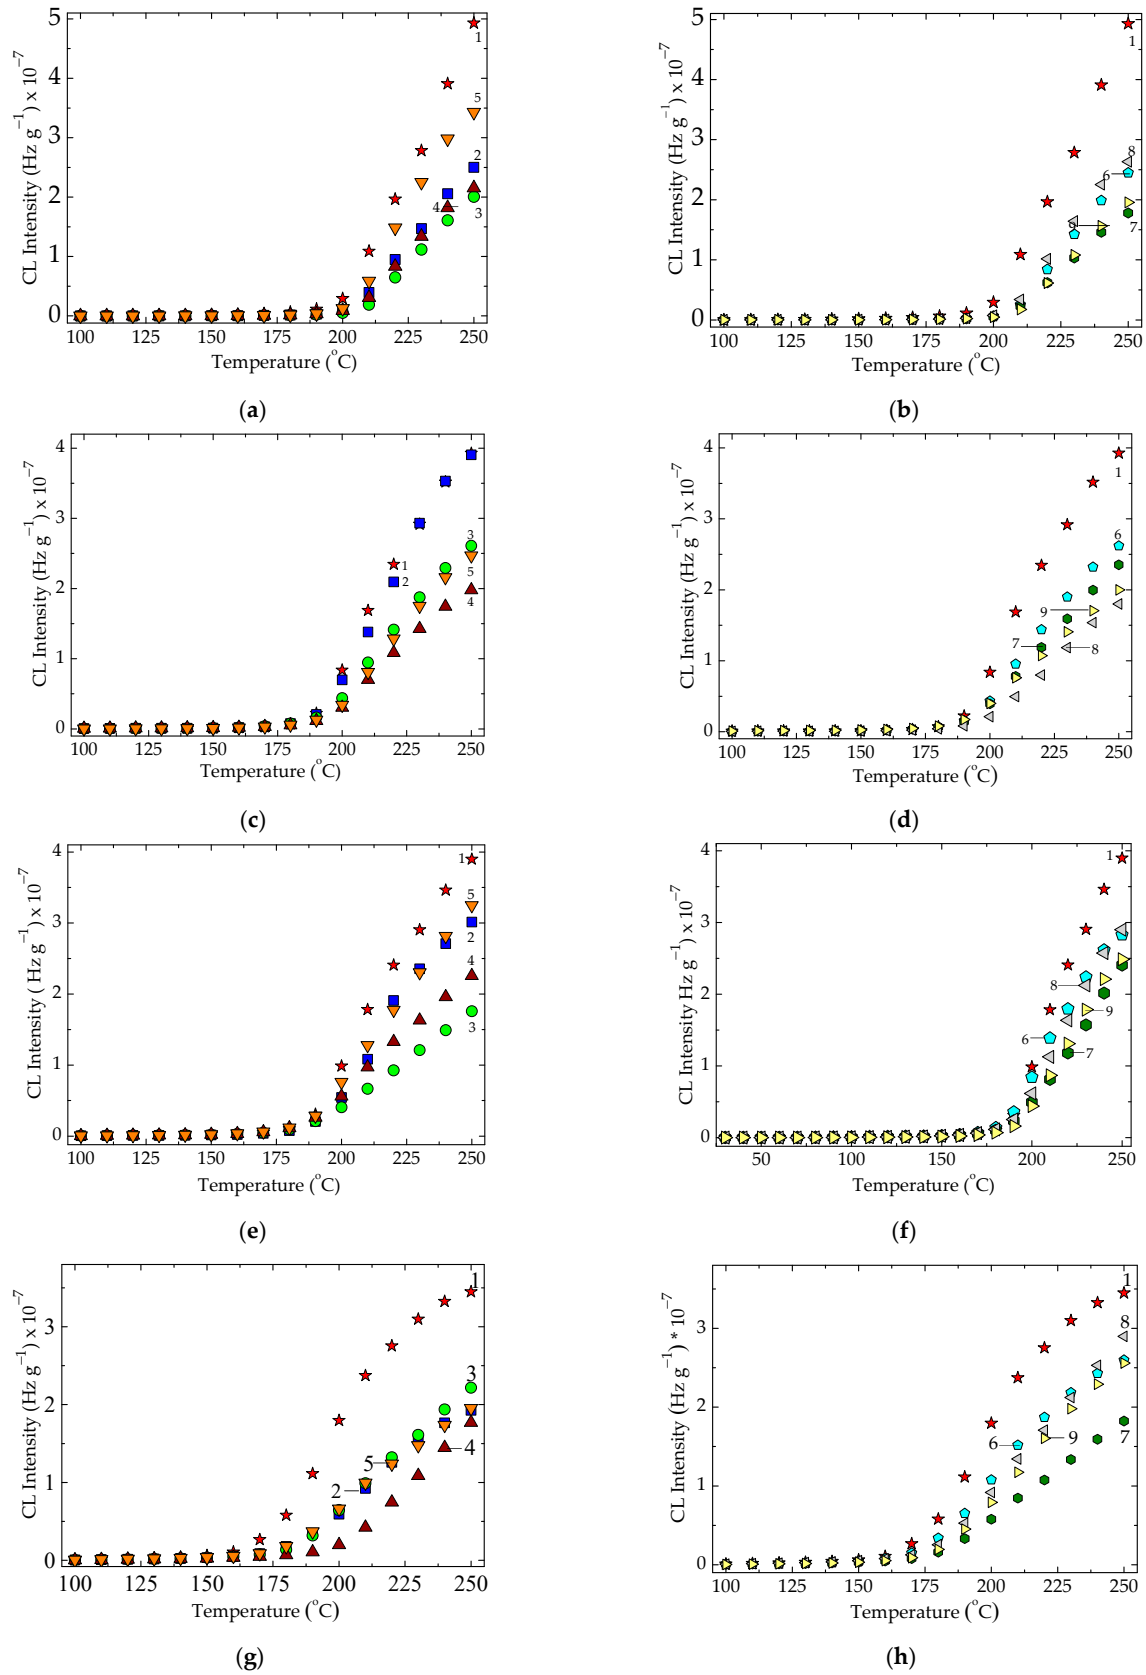 5
4
3
2
1
0
CL Intensity (Hz g⁻¹) x 10⁻⁷
1
5
2
4
3
100 125 150 175 200 225 250
Temperature (°C)
(a)
5
4
3
2
1
0
CL Intensity (Hz g⁻¹) x 10⁻⁷
1
8
6
8
7
100 125 150 175 200 225 250
Temperature (°C)
(b)
4
3
2
1
0
CL Intensity (Hz g⁻¹) x 10⁻⁷
1
2
3
5
4
100 125 150 175 200 225 250
Temperature (°C)
(c)
4
3
2
1
0
CL Intensity (Hz g⁻¹) x 10⁻⁷
1
6
9
7
8
100 125 150 175 200 225 250
Temperature (°C)
(d)
4
3
2
1
0
CL Intensity ( Hz g⁻¹) x 10⁻⁷
1
5
2
4
3
100 125 150 175 200 225 250
Temperature (°C)
(e)
4
3
2
1
0
CL Intensity Hz g⁻¹) x 10⁻⁷
1
8
9
6
7
50 100 150 200 250
Temperature (°C)
(f)
4
3
2
1
0
CL Intensity (Hz g⁻¹) x 10⁻⁷
1
3
5
4
2
100 125 150 175 200 225 250
Temperature (°C)
(g)
3
2
1
0
CL Intensity (Hz g⁻¹) * 10⁻⁷
1
8
6
9
7
100 125 150 175 200 225 250
Temperature (°C)
(h)